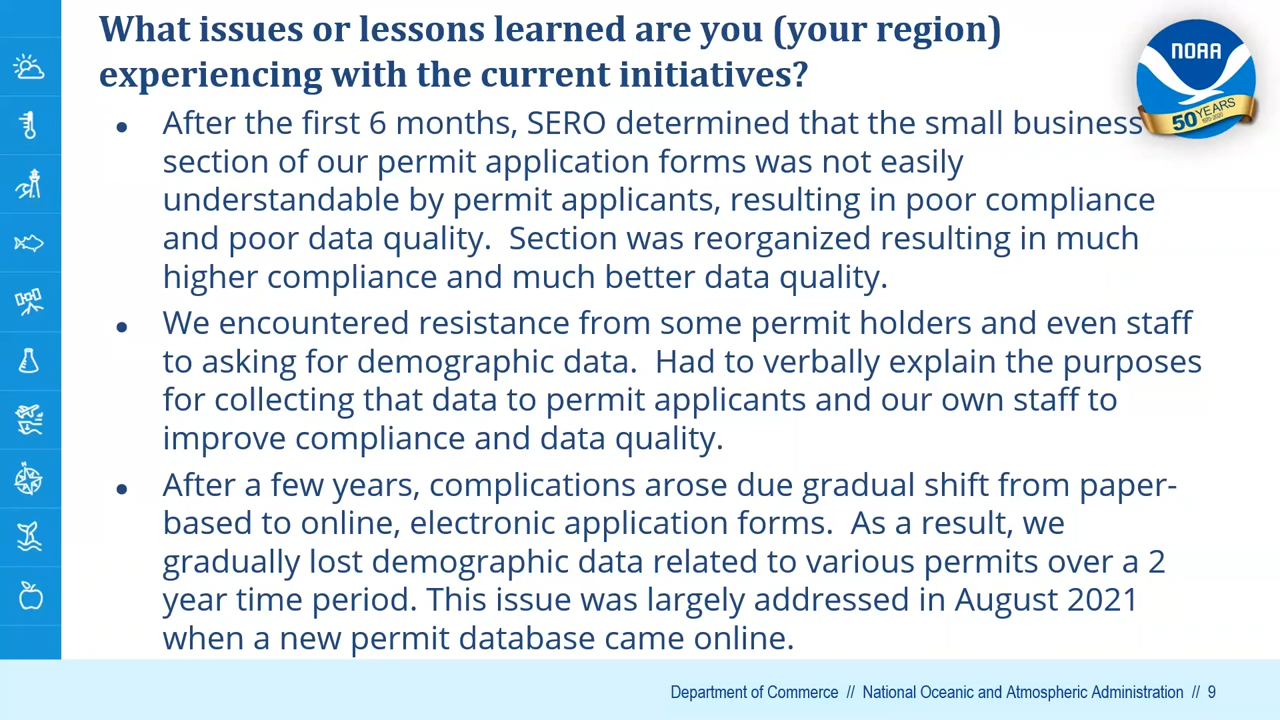 What issues or lessons learned are you (your region)
experiencing with the current initiatives?
NOAA
50 YEARS
● After the first 6 months, SERO determined that the small business
section of our permit application forms was not easily
understandable by permit applicants, resulting in poor compliance
and poor data quality.  Section was reorganized resulting in much
higher compliance and much better data quality.
● We encountered resistance from some permit holders and even staff
to asking for demographic data.  Had to verbally explain the purposes
for collecting that data to permit applicants and our own staff to
improve compliance and data quality.
● After a few years, complications arose due gradual shift from paper-
based to online, electronic application forms.  As a result, we
gradually lost demographic data related to various permits over a 2
year time period. This issue was largely addressed in August 2021
when a new permit database came online.
Department of Commerce // National Oceanic and Atmospheric Administration // 9